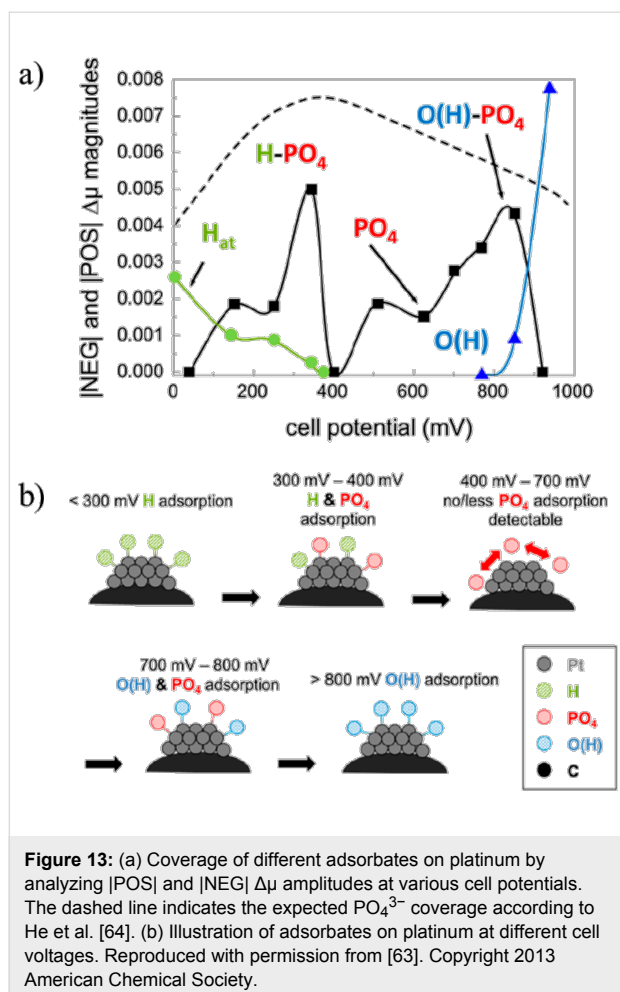 a)
|NEG| and |POS| Δμ magnitudes
0.008
0.007
0.006
0.005
0.004
0.003
0.002
0.001
0.000
H-PO₄
O(H)-PO₄
H_at
PO₄
O(H)
0
200
400
600
800
1000
cell potential (mV)
b)
< 300 mV H adsorption
300 mV – 400 mV
H & PO₄
adsorption
400 mV – 700 mV
no/less PO₄ adsorption
detectable
700 mV – 800 mV
O(H) & PO₄ adsorption
> 800 mV O(H) adsorption
Pt
H
PO₄
O(H)
C
Figure 13: (a) Coverage of different adsorbates on platinum by
analyzing |POS| and |NEG| Δμ amplitudes at various cell potentials.
The dashed line indicates the expected PO₄³⁻ coverage according to
He et al. [64]. (b) Illustration of adsorbates on platinum at different cell
voltages. Reproduced with permission from [63]. Copyright 2013
American Chemical Society.